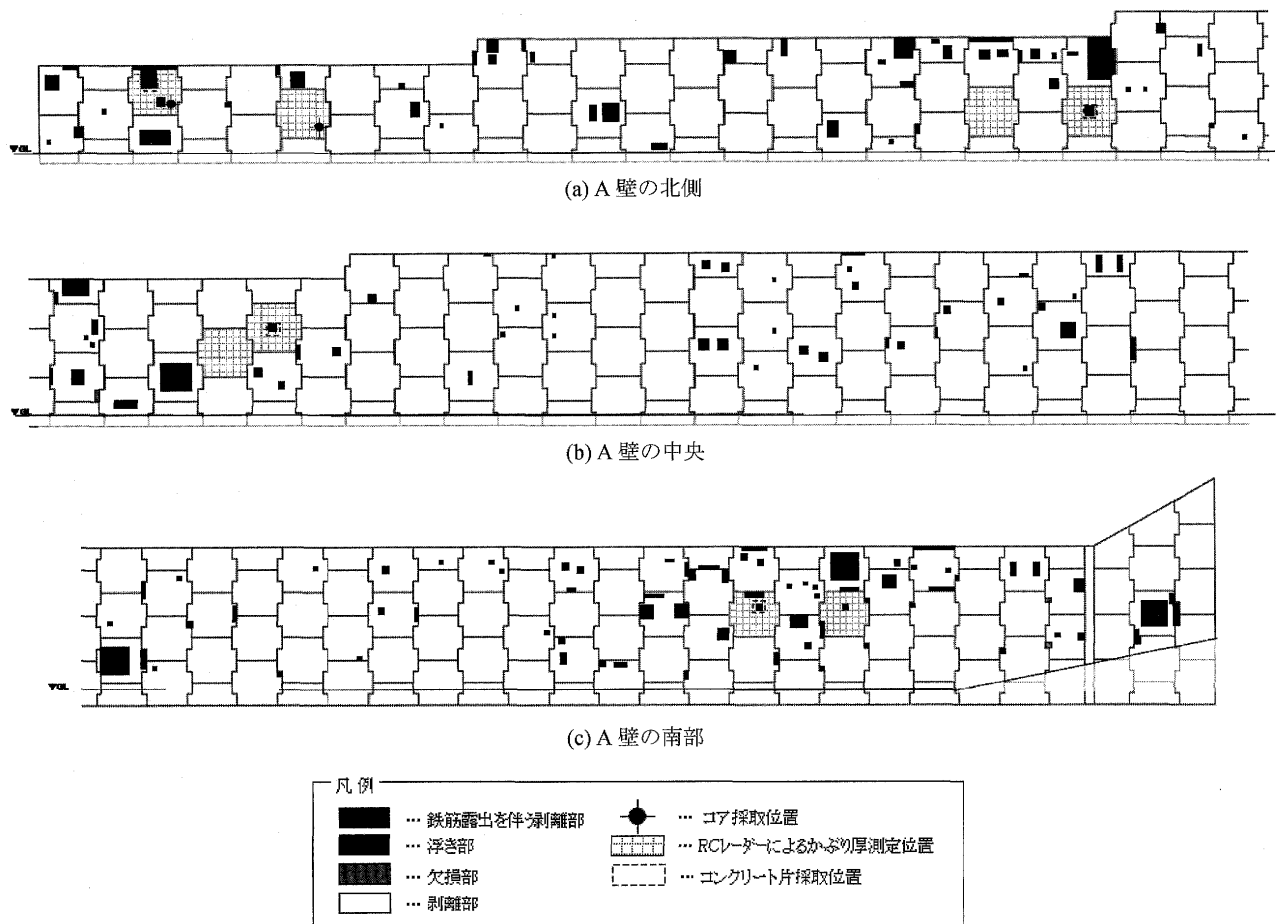 ▼GL
(a) A 壁の北側
▼GL
(b) A 壁の中央
▼GL
(c) A 壁の南部
凡例
… 鉄筋露出を伴う剥離部
… 浮き部
… 欠損部
… 剥離部
… コア採取位置
… RCレーダーによるかぶり厚測定位置
… コンクリート片採取位置